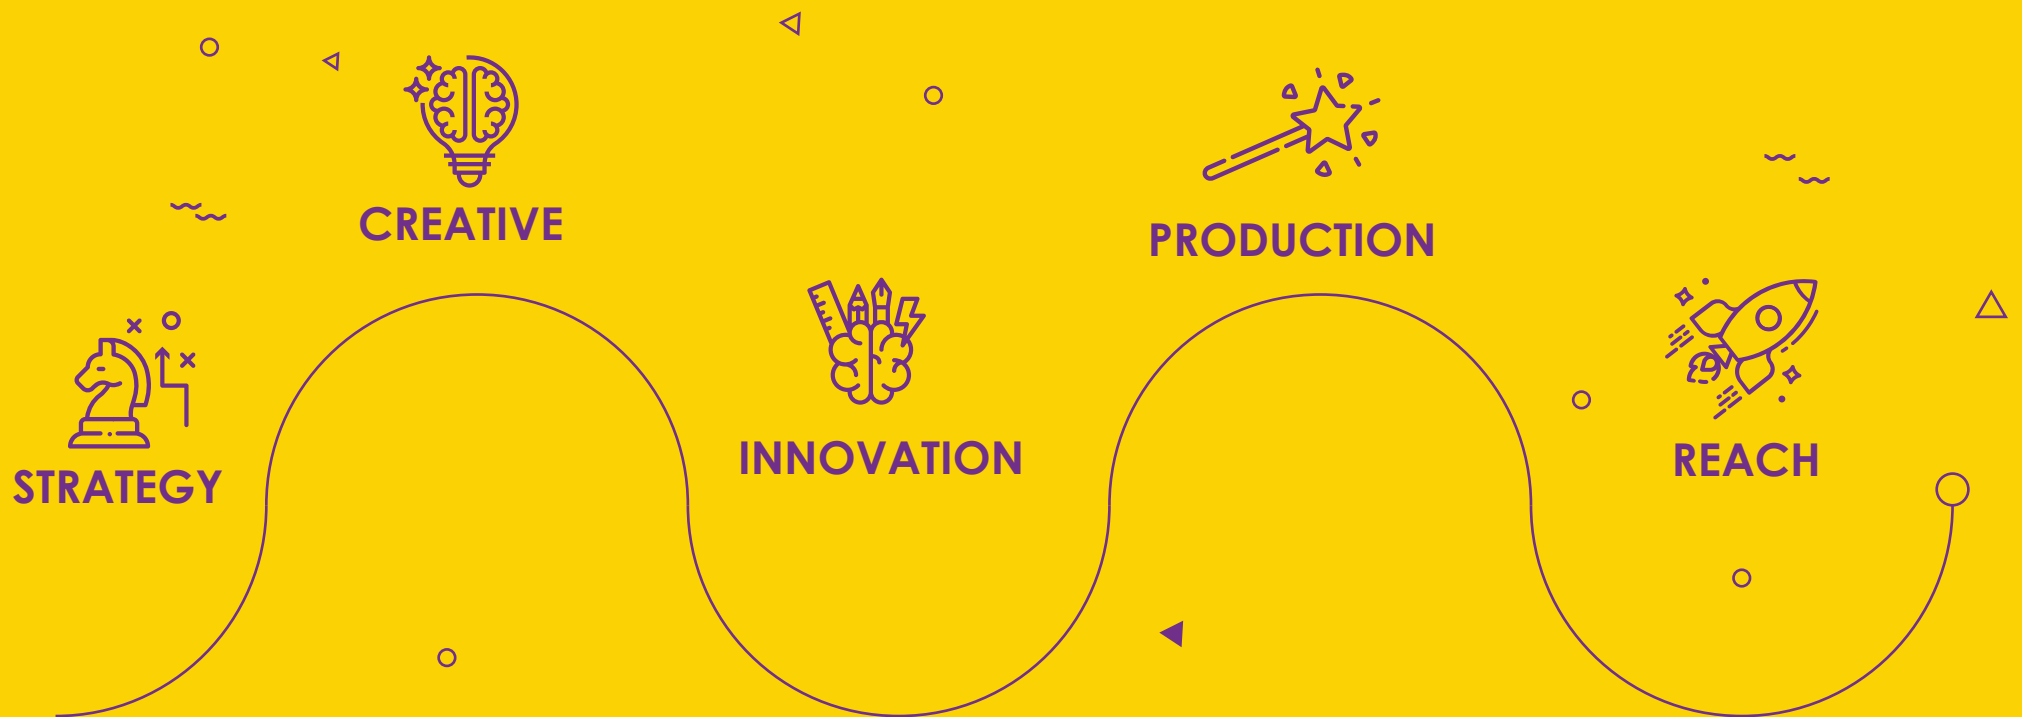 STRATEGY
CREATIVE
INNOVATION
PRODUCTION
REACH